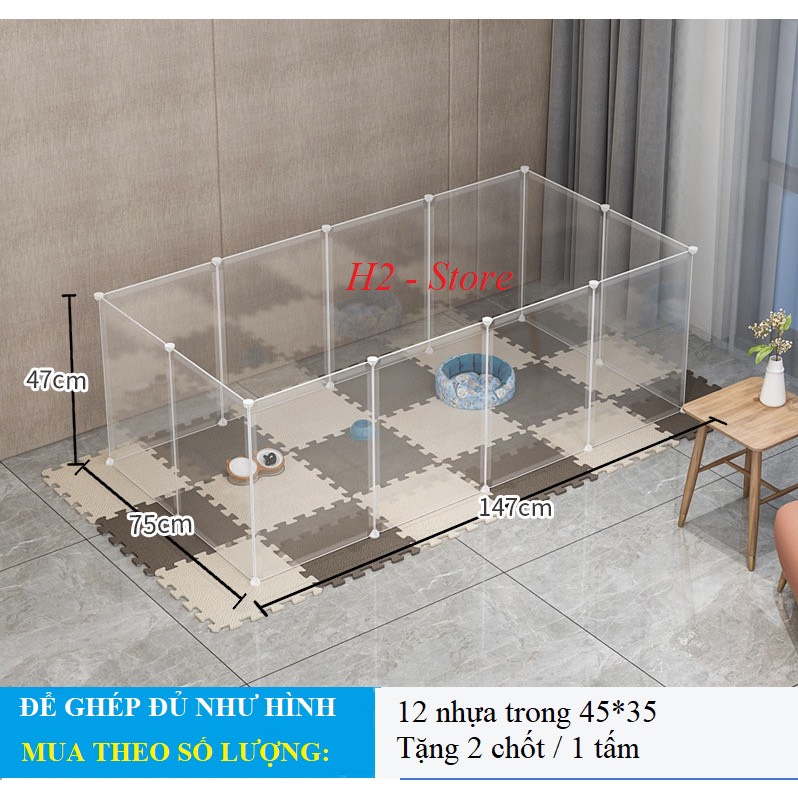 H2 - Store
47cm
75cm
147cm
ĐỂ GHÉP ĐỦ NHƯ HÌNH
MUA THEO SỐ LƯỢNG:
12 nhựa trong 45*35
Tặng 2 chốt / 1 tấm